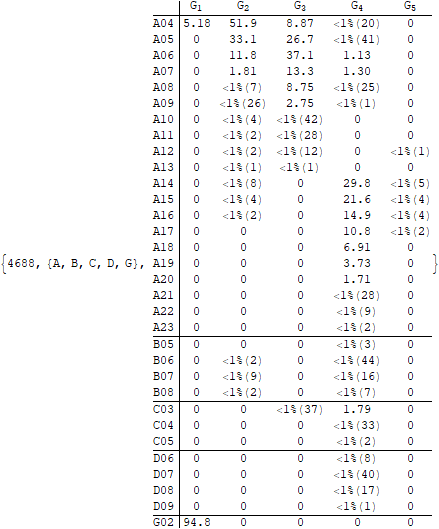 G1 G2 G3 G4 G5
A04 5.18 51.9 8.87 <1%(20) 0
A05 0 33.1 26.7 <1%(41) 0
A06 0 11.8 37.1 1.13 0
A07 0 1.81 13.3 1.30 0
A08 0 <1%(7) 8.75 <1%(25) 0
A09 0 <1%(26) 2.75 <1%(1) 0
A10 0 <1%(4) <1%(42) 0 0
A11 0 <1%(2) <1%(28) 0 0
A12 0 <1%(2) <1%(12) 0 <1%(1)
A13 0 <1%(1) <1%(1) 0 0
A14 0 <1%(8) 0 29.8 <1%(5)
A15 0 <1%(4) 0 21.6 <1%(4)
A16 0 <1%(2) 0 14.9 <1%(4)
A17 0 0 0 10.8 <1%(2)
A18 0 0 0 6.91 0
{4688, {A, B, C, D, G}, A19 0 0 0 3.73 0 }
A20 0 0 0 1.71 0
A21 0 0 0 <1%(28) 0
A22 0 0 0 <1%(9) 0
A23 0 0 0 <1%(2) 0
B05 0 0 0 <1%(3) 0
B06 0 <1%(2) 0 <1%(44) 0
B07 0 <1%(9) 0 <1%(16) 0
B08 0 <1%(2) 0 <1%(7) 0
C03 0 0 <1%(37) 1.79 0
C04 0 0 0 <1%(33) 0
C05 0 0 0 <1%(2) 0
D06 0 0 0 <1%(8) 0
D07 0 0 0 <1%(40) 0
D08 0 0 0 <1%(17) 0
D09 0 0 0 <1%(1) 0
G02 94.8 0 0 0 0